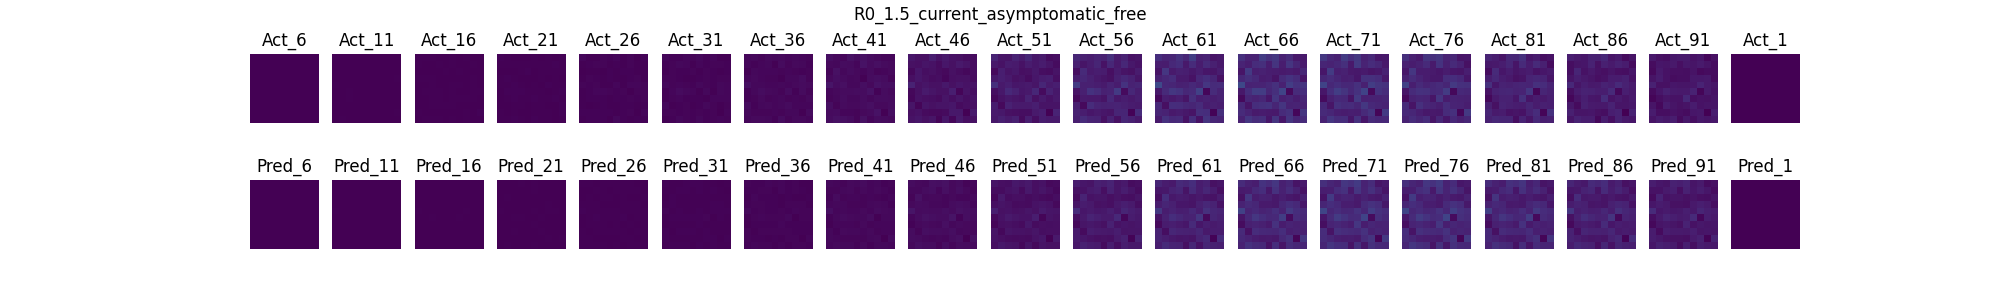 R0_1.5_current_asymptomatic_free
Act_6 Act_11 Act_16 Act_21 Act_26 Act_31 Act_36 Act_41 Act_46 Act_51 Act_56 Act_61 Act_66 Act_71 Act_76 Act_81 Act_86 Act_91 Act_1
Pred_6 Pred_11 Pred_16 Pred_21 Pred_26 Pred_31 Pred_36 Pred_41 Pred_46 Pred_51 Pred_56 Pred_61 Pred_66 Pred_71 Pred_76 Pred_81 Pred_86 Pred_91 Pred_1